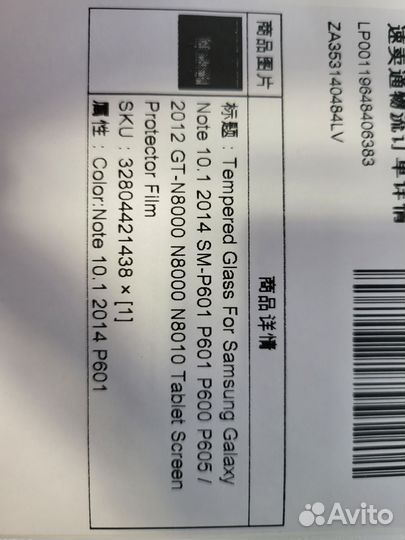 速卖通物流订单详情
LP00119648406383
ZA353140484LV
商品图片
商品详情
标题：Tempered Glass For Samsung Galaxy
Note 10.1 2014 SM-P601 P601 P600 P605 /
2012 GT-N8000 N8000 N8010 Tablet Screen
Protector Film
SKU：32804421438 × [1]
属性：Color:Note 10.1 2014 P601
Avito